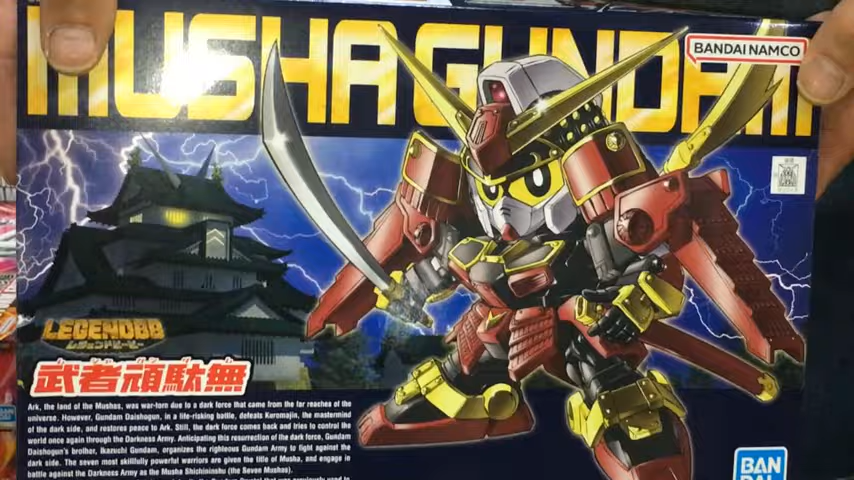 MUSHA GUNDAM
BANDAI NAMCO
LEGENDBB
レジェンドビービー
武者頑駄無
Ark, the land of the Mushas, was war-torn due to a dark force that came from the far reaches of the
universe. However, Gundam Daishogun, in a life-risking battle, defeats Koromajin, the mastermind
of the dark side, and restores peace to Ark. Still, the dark force comes back and tries to control the
world once again through the Darkness Army. Anticipating this resurrection of the dark force, Gundam
Daishogun's brother, Ikazuchi Gundam, organizes the righteous Gundam Army to fight against the
dark side. The seven most skillfully powerful warriors are given the title of Musha, and engage in
battle against the Darkness Army as the Musha Shichininshu (the Seven Mushas).
BAN
DAI